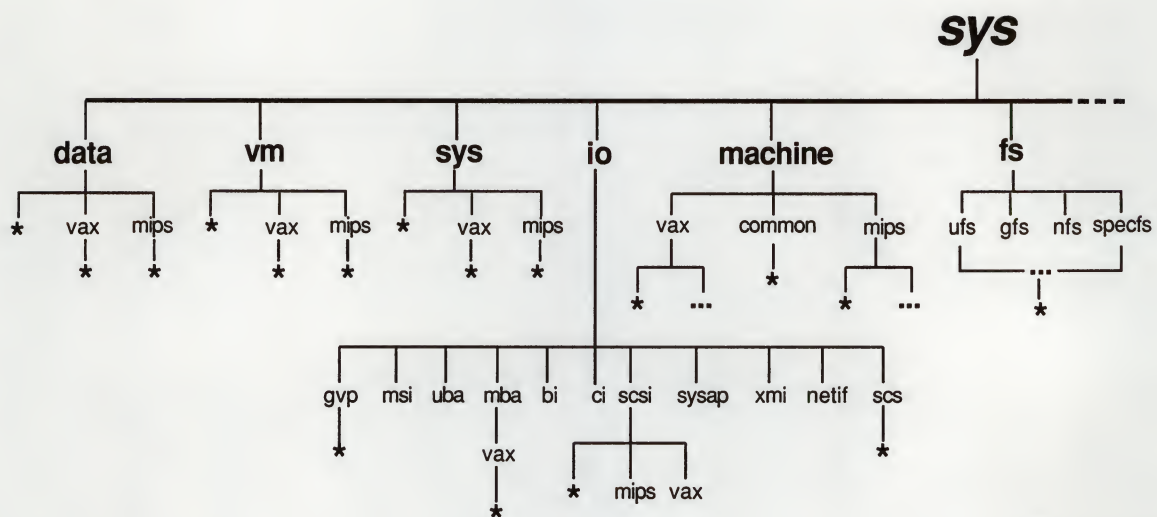 sys
data vm sys io machine fs
* vax mips * vax mips * vax mips vax common mips ufs gfs nfs specfs
* * * * * * * ... * * ... ...
*
gvp msi uba mba bi ci scsi sysap xmi netif scs
* vax * mips vax *
*